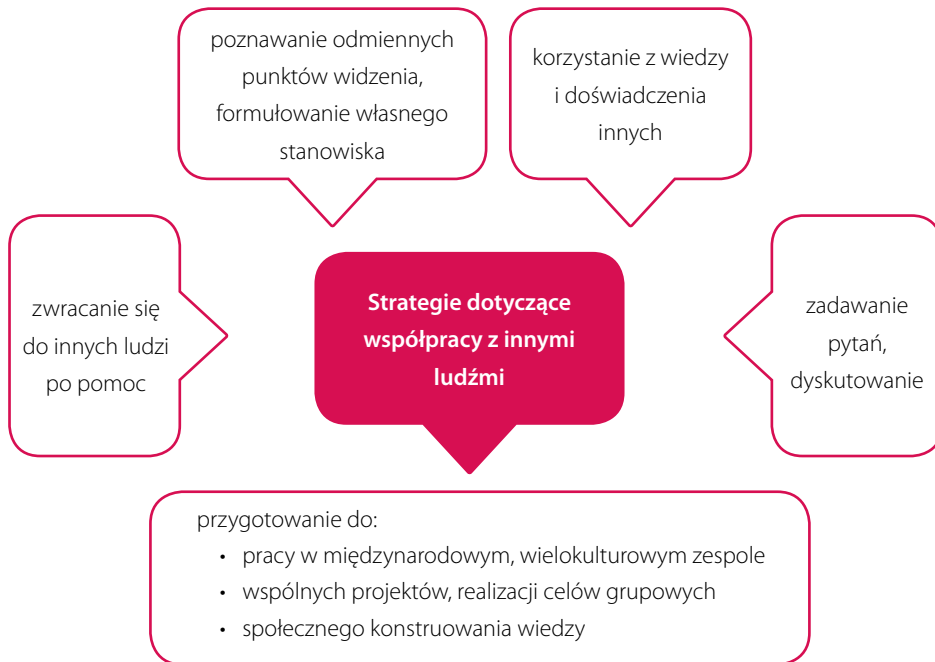 poznawanie odmiennych
punktów widzenia,
formułowanie własnego
stanowiska
korzystanie z wiedzy
i doświadczenia
innych
zwracanie się
do innych ludzi
po pomoc
Strategie dotyczące
współpracy z innymi
ludźmi
zadawanie
pytań,
dyskutowanie
przygotowanie do:
• pracy w międzynarodowym, wielokulturowym zespole
• wspólnych projektów, realizacji celów grupowych
• społecznego konstruowania wiedzy